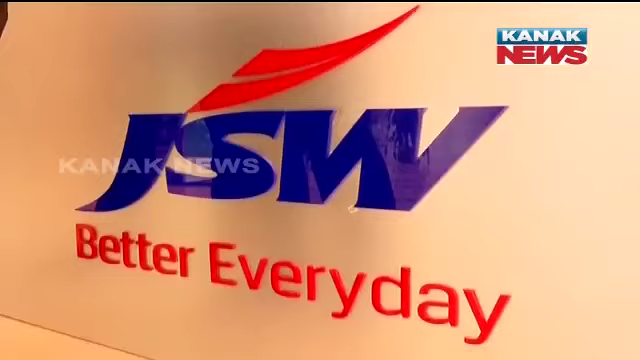 KANAK
NEWS
JSW
KANAK NEWS
Better Everyday